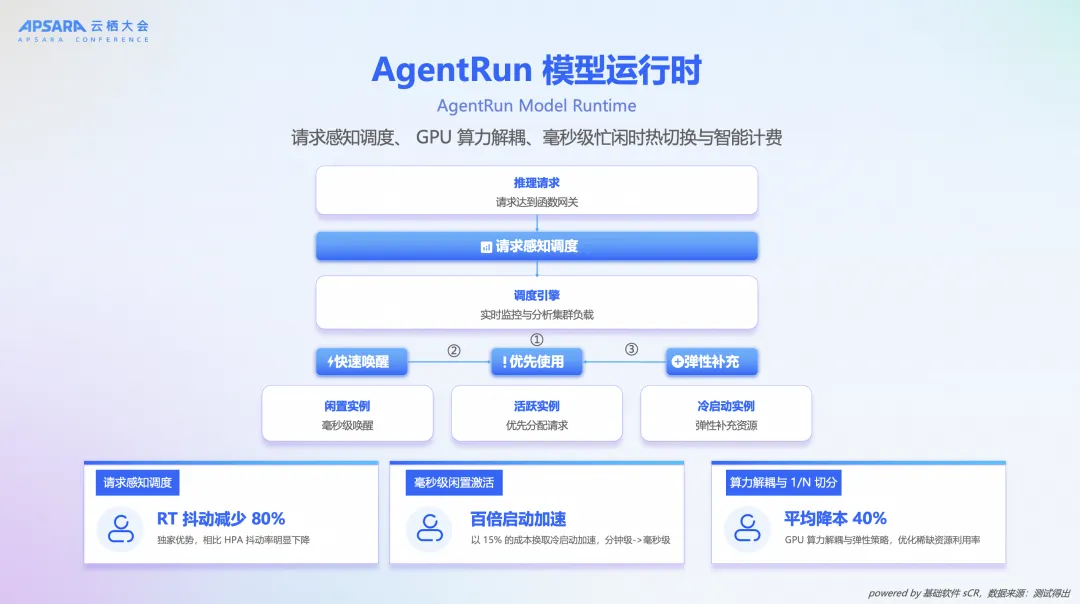 APSARA 云栖大会
APSARA CONFERENCE
AgentRun 模型运行时
AgentRun Model Runtime
请求感知调度、 GPU 算力解耦、毫秒级忙闲时热切换与智能计费
推理请求
请求达到函数网关
请求感知调度
调度引擎
实时监控与分析集群负载
①
②
③
快速唤醒
!优先使用
弹性补充
闲置实例
毫秒级唤醒
活跃实例
优先分配请求
冷启动实例
弹性补充资源
请求感知调度
RT 抖动减少 80%
独家优势，相比 HPA 抖动率明显下降
毫秒级闲置激活
百倍启动加速
以 15% 的成本换取冷启动加速，分钟级->毫秒级
算力解耦与 1/N 切分
平均降本 40%
GPU 算力解耦与弹性策略，优化稀缺资源利用率
powered by 基础软件 sCR，数据来源：测试得出